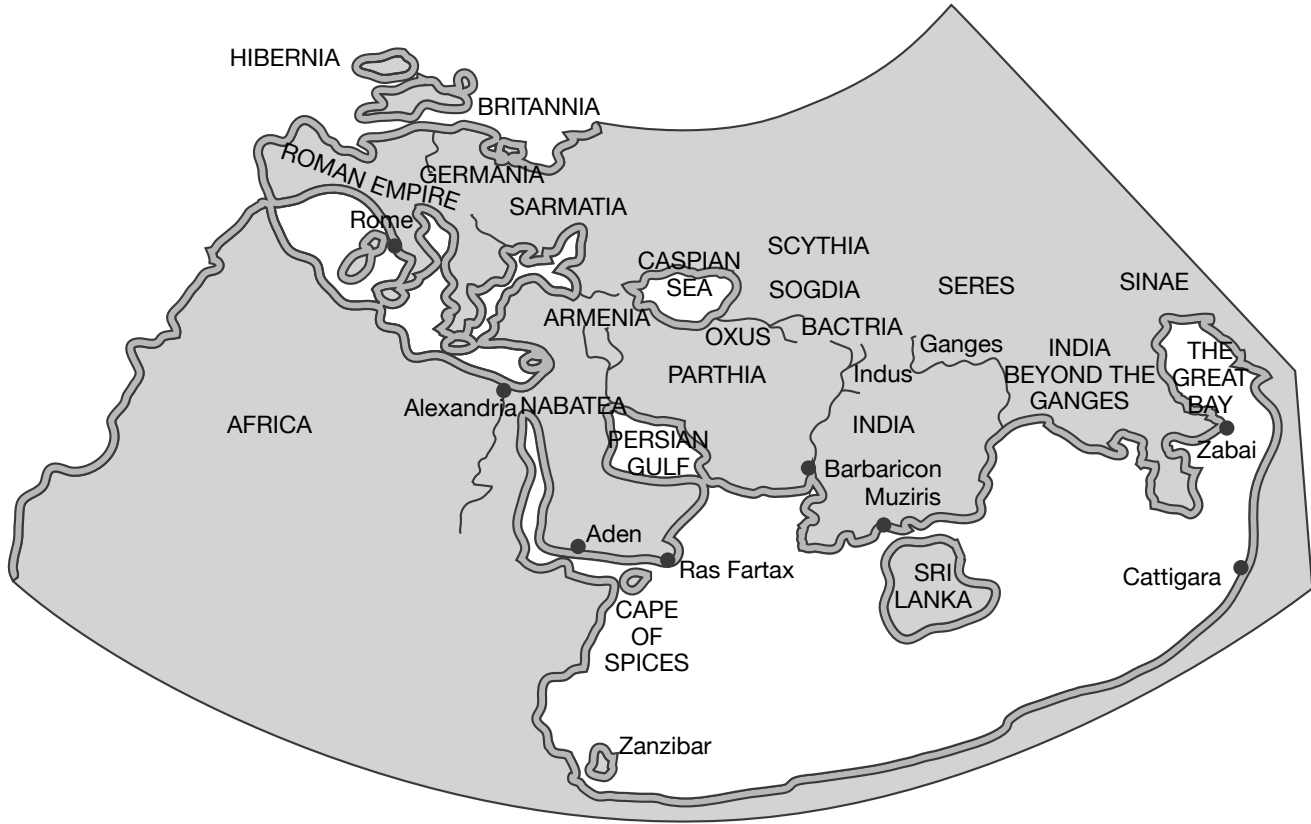 HIBERNIA
BRITANNIA
ROMAN EMPIRE
GERMANIA
SARMATIA
Rome
SCYTHIA
CASPIAN
SEA
SOGDIA
SERES
SINAE
ARMENIA
OXUS
BACTRIA
Ganges
INDIA
BEYOND THE
GANGES
THE
GREAT
BAY
PARTHIA
Indus
Alexandria
NABATEA
AFRICA
PERSIAN
GULF
INDIA
Zabai
Barbaricon
Muziris
Aden
Ras Fartax
SRI
LANKA
Cattigara
CAPE
OF
SPICES
Zanzibar